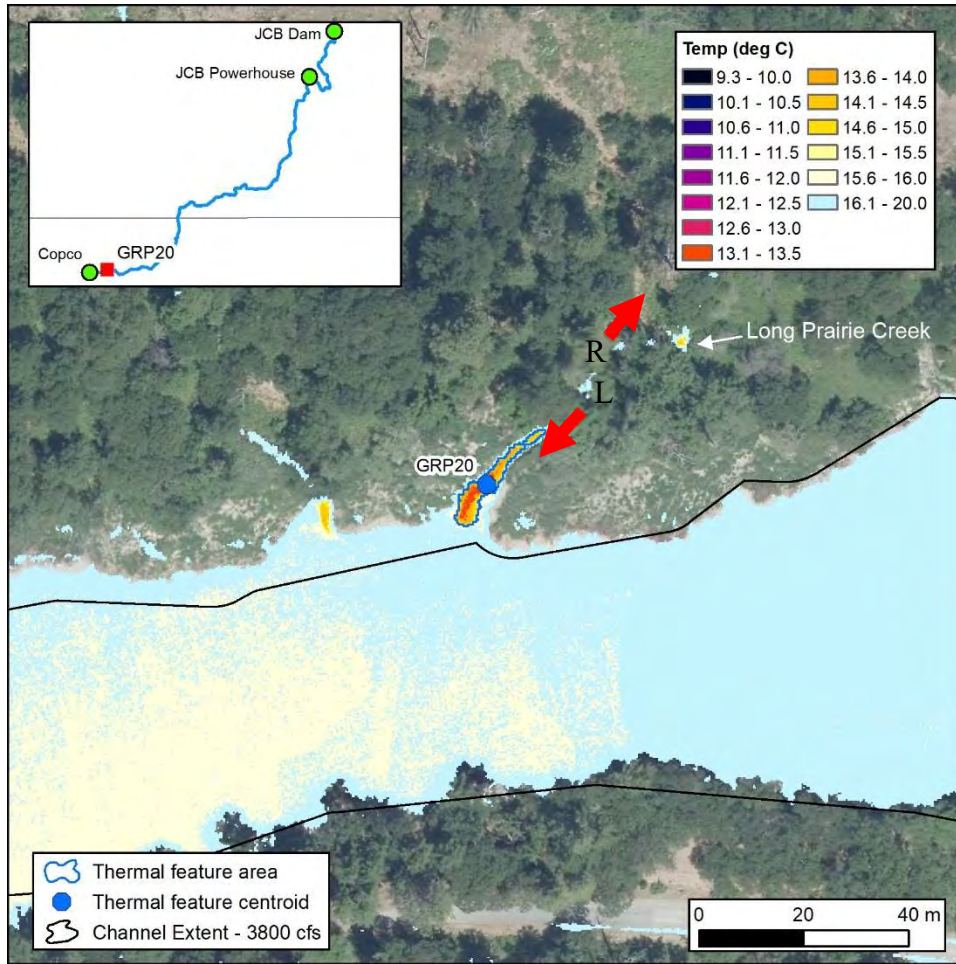 JCB Dam
JCB Powerhouse
Copco
GRP20
Temp (deg C)
9.3 - 10.0
10.1 - 10.5
10.6 - 11.0
11.1 - 11.5
11.6 - 12.0
12.1 - 12.5
12.6 - 13.0
13.1 - 13.5
13.6 - 14.0
14.1 - 14.5
14.6 - 15.0
15.1 - 15.5
15.6 - 16.0
16.1 - 20.0
R
Long Prairie Creek
L
GRP20
Thermal feature area
Thermal feature centroid
Channel Extent - 3800 cfs
0 20 40 m